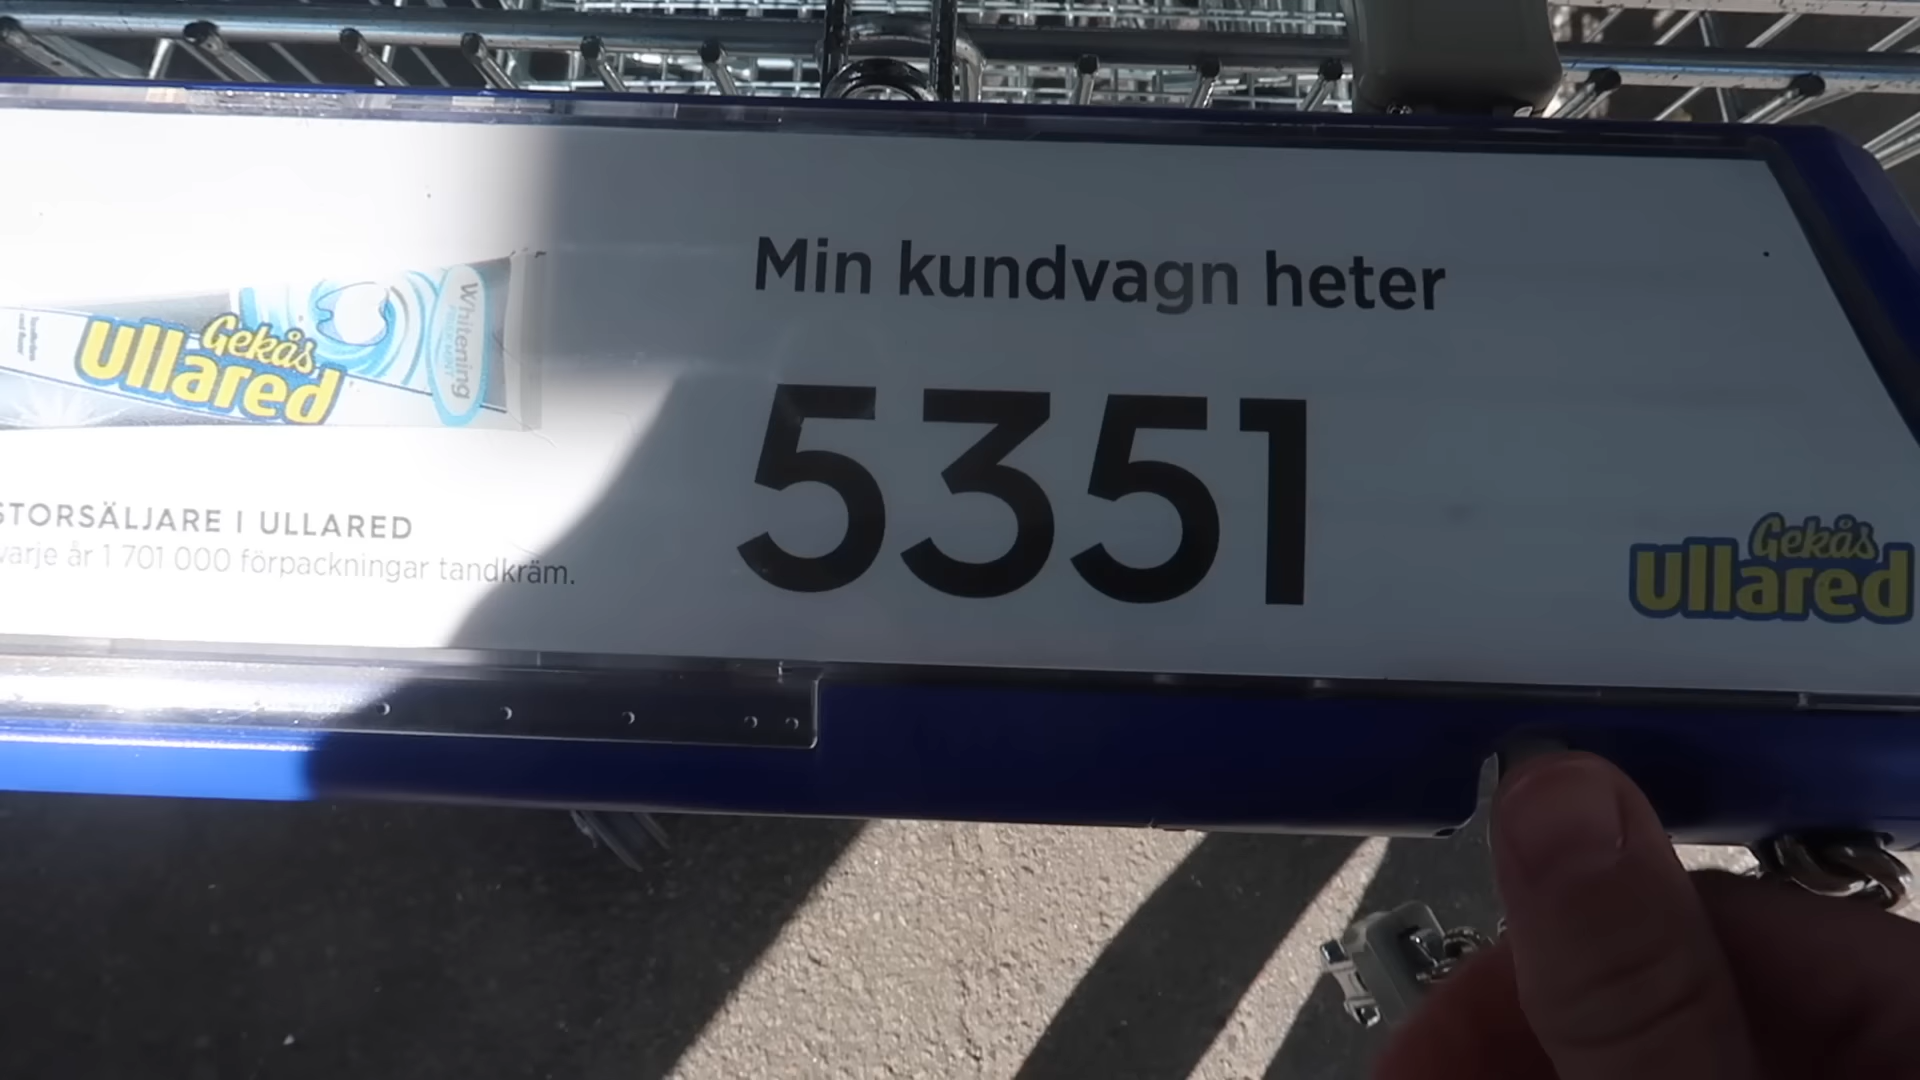 Min kundvagn heter
5351
Whitening
Gekås
Ullared
STORSÄLJARE I ULLARED
varje år 1 701 000 förpackningar tandkräm.
Gekås
Ullared